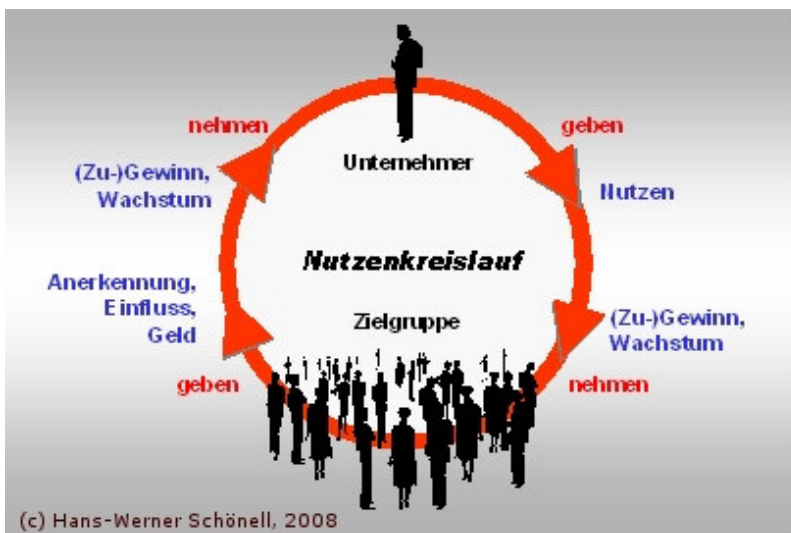 nehmen
geben
(Zu-)Gewinn,
Wachstum
Unternehmer
Nutzen
Nutzenkreislauf
Anerkennung,
Einfluss,
Geld
Zielgruppe
(Zu-)Gewinn,
Wachstum
geben
nehmen
(c) Hans-Werner Schönell, 2008